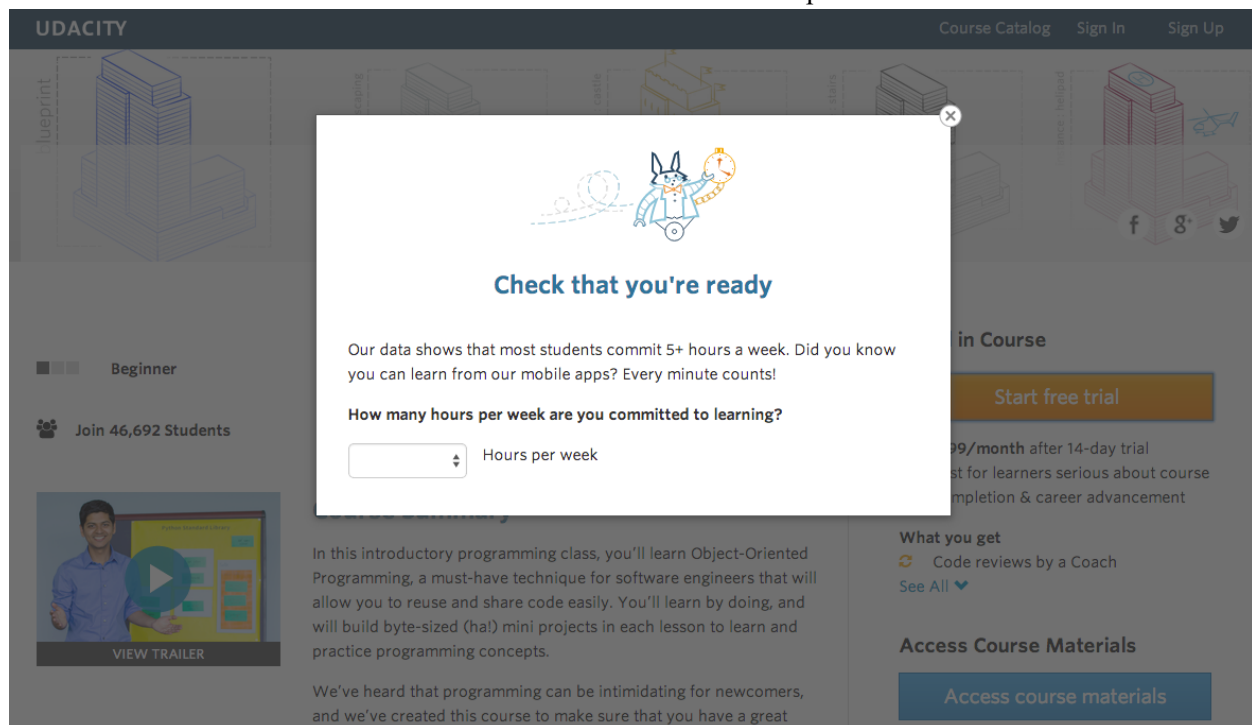 UDACITY
Course Catalog Sign In Sign Up
blueprint
castle
stairs
helipad
f
Check that you're ready
Our data shows that most students commit 5+ hours a week. Did you know
you can learn from our mobile apps? Every minute counts!
How many hours per week are you committed to learning?
Hours per week
Beginner
Join 46,692 Students
VIEW TRAILER
In this introductory programming class, you'll learn Object-Oriented
Programming, a must-have technique for software engineers that will
allow you to reuse and share code easily. You'll learn by doing, and
will build byte-sized (ha!) mini projects in each lesson to learn and
practice programming concepts.
We've heard that programming can be intimidating for newcomers,
and we've created this course to make sure that you have a great
in Course
Start free trial
/month after 14-day trial
for learners serious about course
& career advancement
What you get
Code reviews by a Coach
See All
Access Course Materials
Access course materials